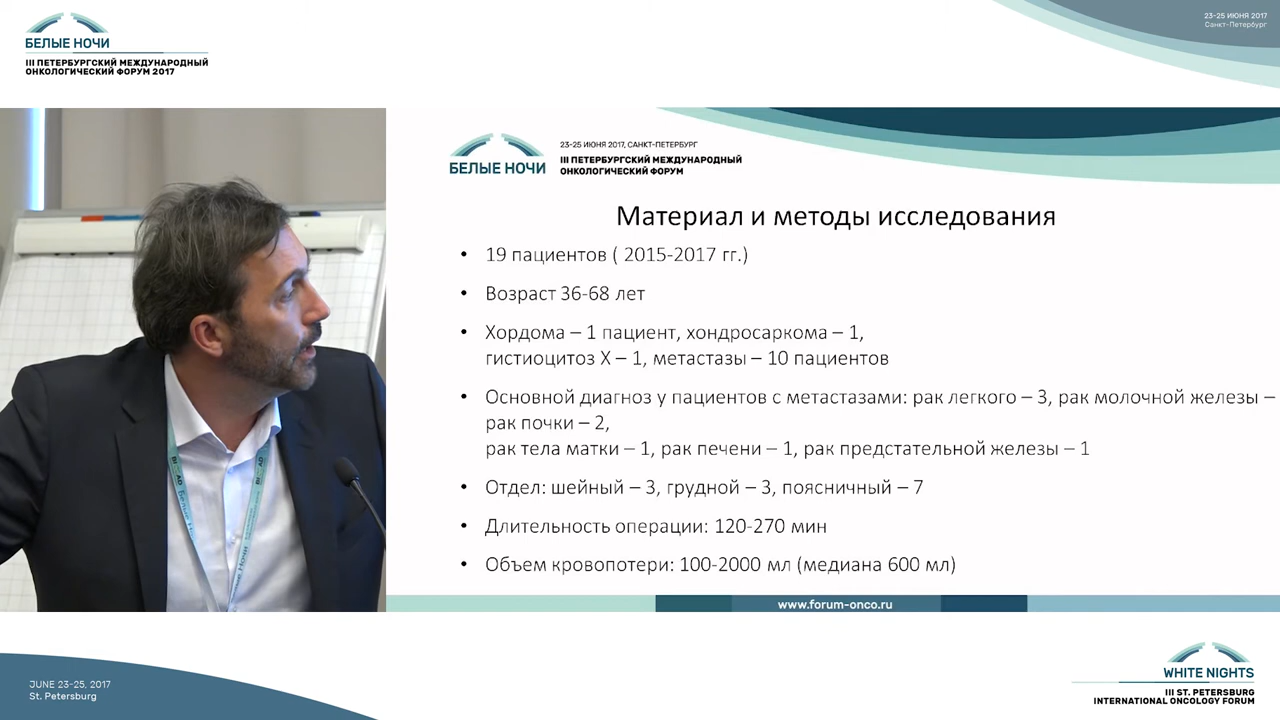 БЕЛЫЕ НОЧИ
III ПЕТЕРБУРГСКИЙ МЕЖДУНАРОДНЫЙ
ОНКОЛОГИЧЕСКИЙ ФОРУМ 2017
23-25 ИЮНЯ 2017
Санкт-Петербург
23-25 ИЮНЯ 2017, САНКТ-ПЕТЕРБУРГ
БЕЛЫЕ НОЧИ
III ПЕТЕРБУРГСКИЙ МЕЖДУНАРОДНЫЙ
ОНКОЛОГИЧЕСКИЙ ФОРУМ
Материал и методы исследования
• 19 пациентов ( 2015-2017 гг.)
• Возраст 36-68 лет
• Хордома – 1 пациент, хондросаркома – 1,
гистиоцитоз X – 1, метастазы – 10 пациентов
• Основной диагноз у пациентов с метастазами: рак легкого – 3, рак молочной железы –
рак почки – 2,
рак тела матки – 1, рак печени – 1, рак предстательной железы – 1
• Отдел: шейный – 3, грудной – 3, поясничный – 7
• Длительность операции: 120-270 мин
• Объем кровопотери: 100-2000 мл (медиана 600 мл)
www.forum-onco.ru
JUNE 23-25, 2017
St. Petersburg
WHITE NIGHTS
III ST. PETERSBURG
INTERNATIONAL ONCOLOGY FORUM